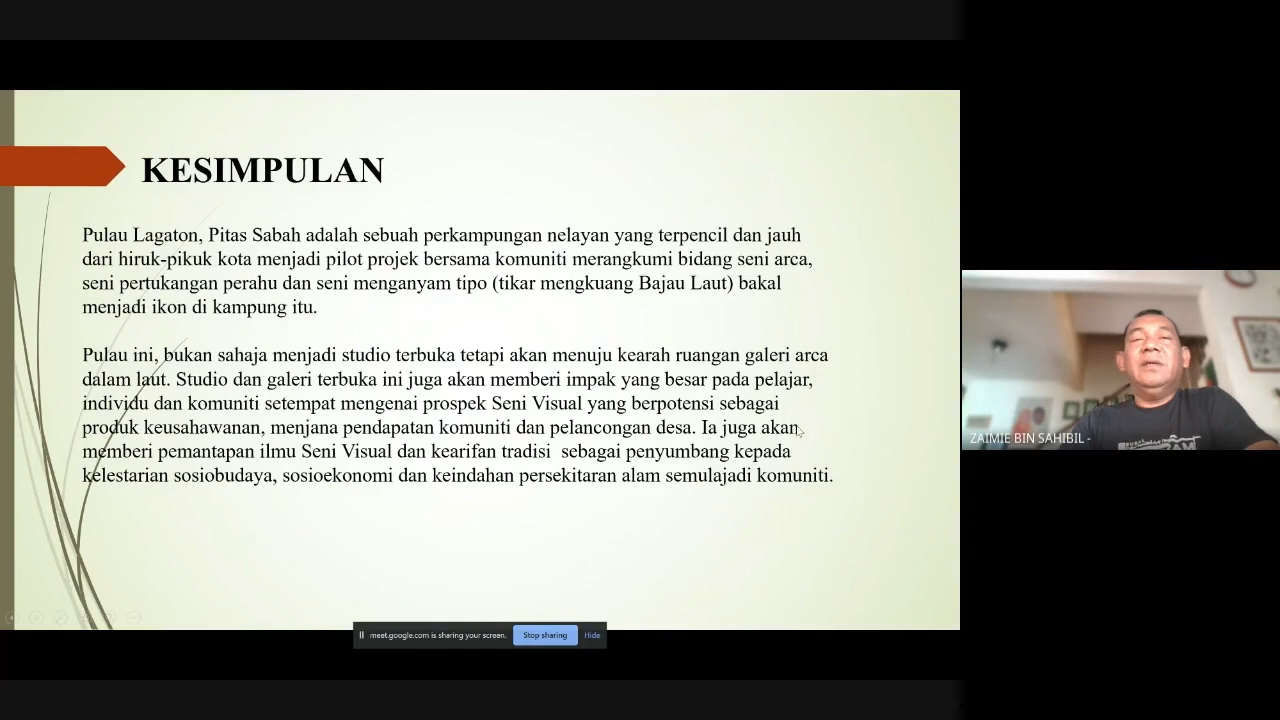 KESIMPULAN
Pulau Lagaton, Pitas Sabah adalah sebuah perkampungan nelayan yang terpencil dan jauh
dari hiruk-pikuk kota menjadi pilot projek bersama komuniti merangkumi bidang seni arca,
seni pertukangan perahu dan seni menganyam tipo (tikar mengkuang Bajau Laut) bakal
menjadi ikon di kampung itu.
Pulau ini, bukan sahaja menjadi studio terbuka tetapi akan menuju kearah ruangan galeri arca
dalam laut. Studio dan galeri terbuka ini juga akan memberi impak yang besar pada pelajar,
individu dan komuniti setempat mengenai prospek Seni Visual yang berpotensi sebagai
produk keusahawanan, menjana pendapatan komuniti dan pelancongan desa. Ia juga akan
memberi pemantapan ilmu Seni Visual dan kearifan tradisi  sebagai penyumbang kepada
kelestarian sosiobudaya, sosioekonomi dan keindahan persekitaran alam semulajadi komuniti.
ZAIMIE BIN SAHIBIL -
meet.google.com is sharing your screen.
Stop sharing
Hide